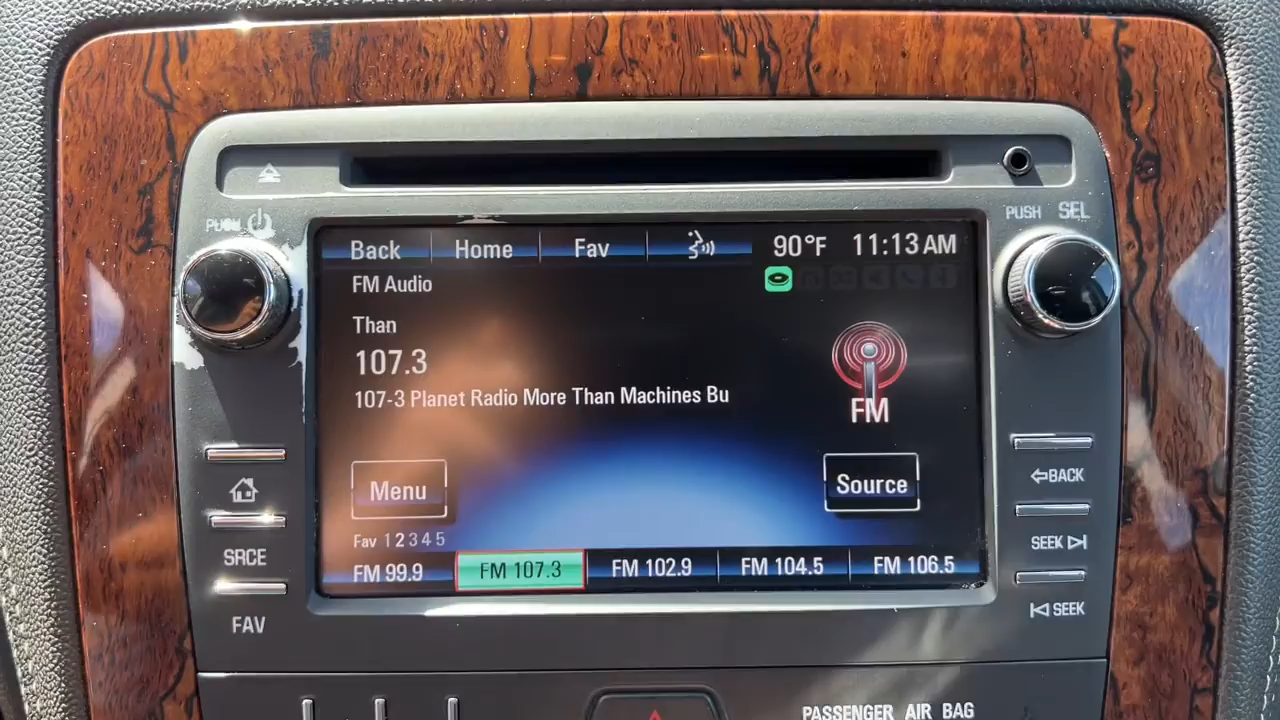 PUSH
PUSH SEL
Back Home Fav 90°F 11:13 AM
FM Audio
Than
107.3
107-3 Planet Radio More Than Machines Bu
FM
Menu
Source
Fav 1 2 3 4 5
FM 99.9 FM 107.3 FM 102.9 FM 104.5 FM 106.5
SRCE
FAV
BACK
SEEK
SEEK
PASSENGER AIR BAG